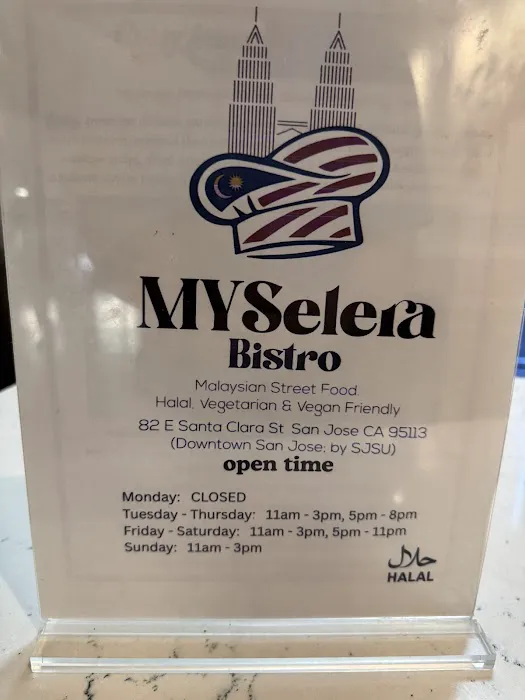 MYSelera
Bistro
Malaysian Street Food.
Halal, Vegetarian & Vegan Friendly
82 E Santa Clara St San Jose CA 95113
(Downtown San Jose; by SJSU)
open time
Monday: CLOSED
Tuesday - Thursday: 11am - 3pm, 5pm - 8pm
Friday - Saturday: 11am - 3pm, 5pm - 11pm
Sunday: 11am - 3pm
حلال
HALAL